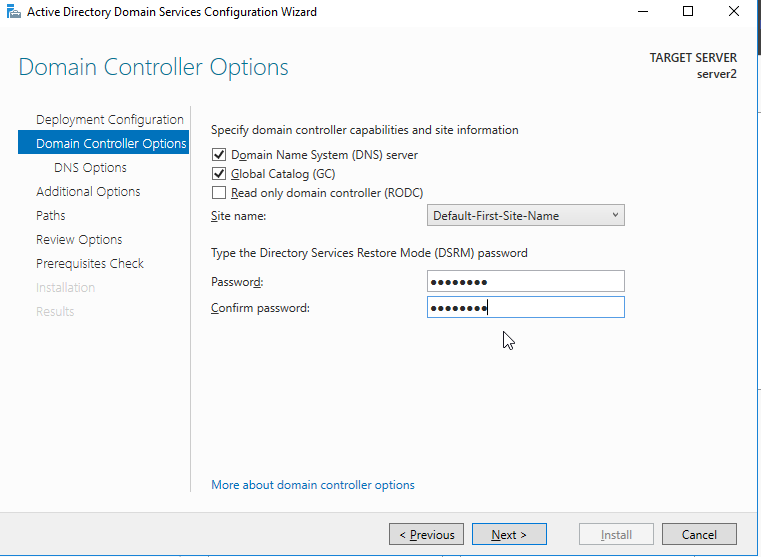 Active Directory Domain Services Configuration Wizard
Domain Controller Options
TARGET SERVER
server2
Deployment Configuration
Domain Controller Options
DNS Options
Additional Options
Paths
Review Options
Prerequisites Check
Installation
Results
Specify domain controller capabilities and site information
Domain Name System (DNS) server
Global Catalog (GC)
Read only domain controller (RODC)
Site name: Default-First-Site-Name
Type the Directory Services Restore Mode (DSRM) password
Password: ●●●●●●●●
Confirm password: ●●●●●●●●
More about domain controller options
< Previous Next > Install Cancel